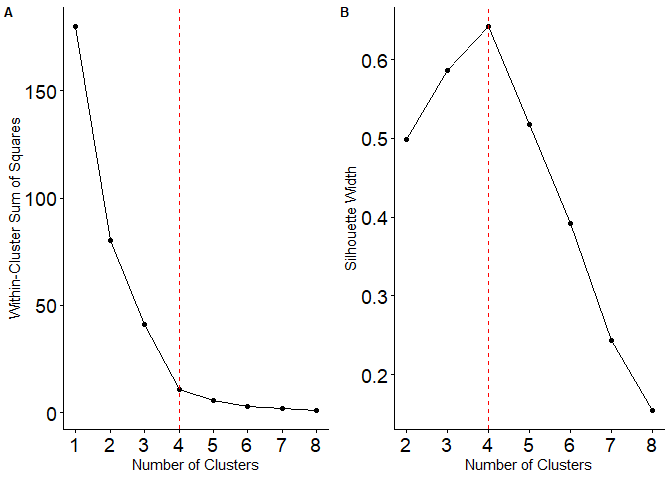 A
Within-Cluster Sum of Squares
150
100
50
0
1 2 3 4 5 6 7 8
Number of Clusters
B
Silhouette Width
0.6
0.5
0.4
0.3
0.2
2 3 4 5 6 7 8
Number of Clusters